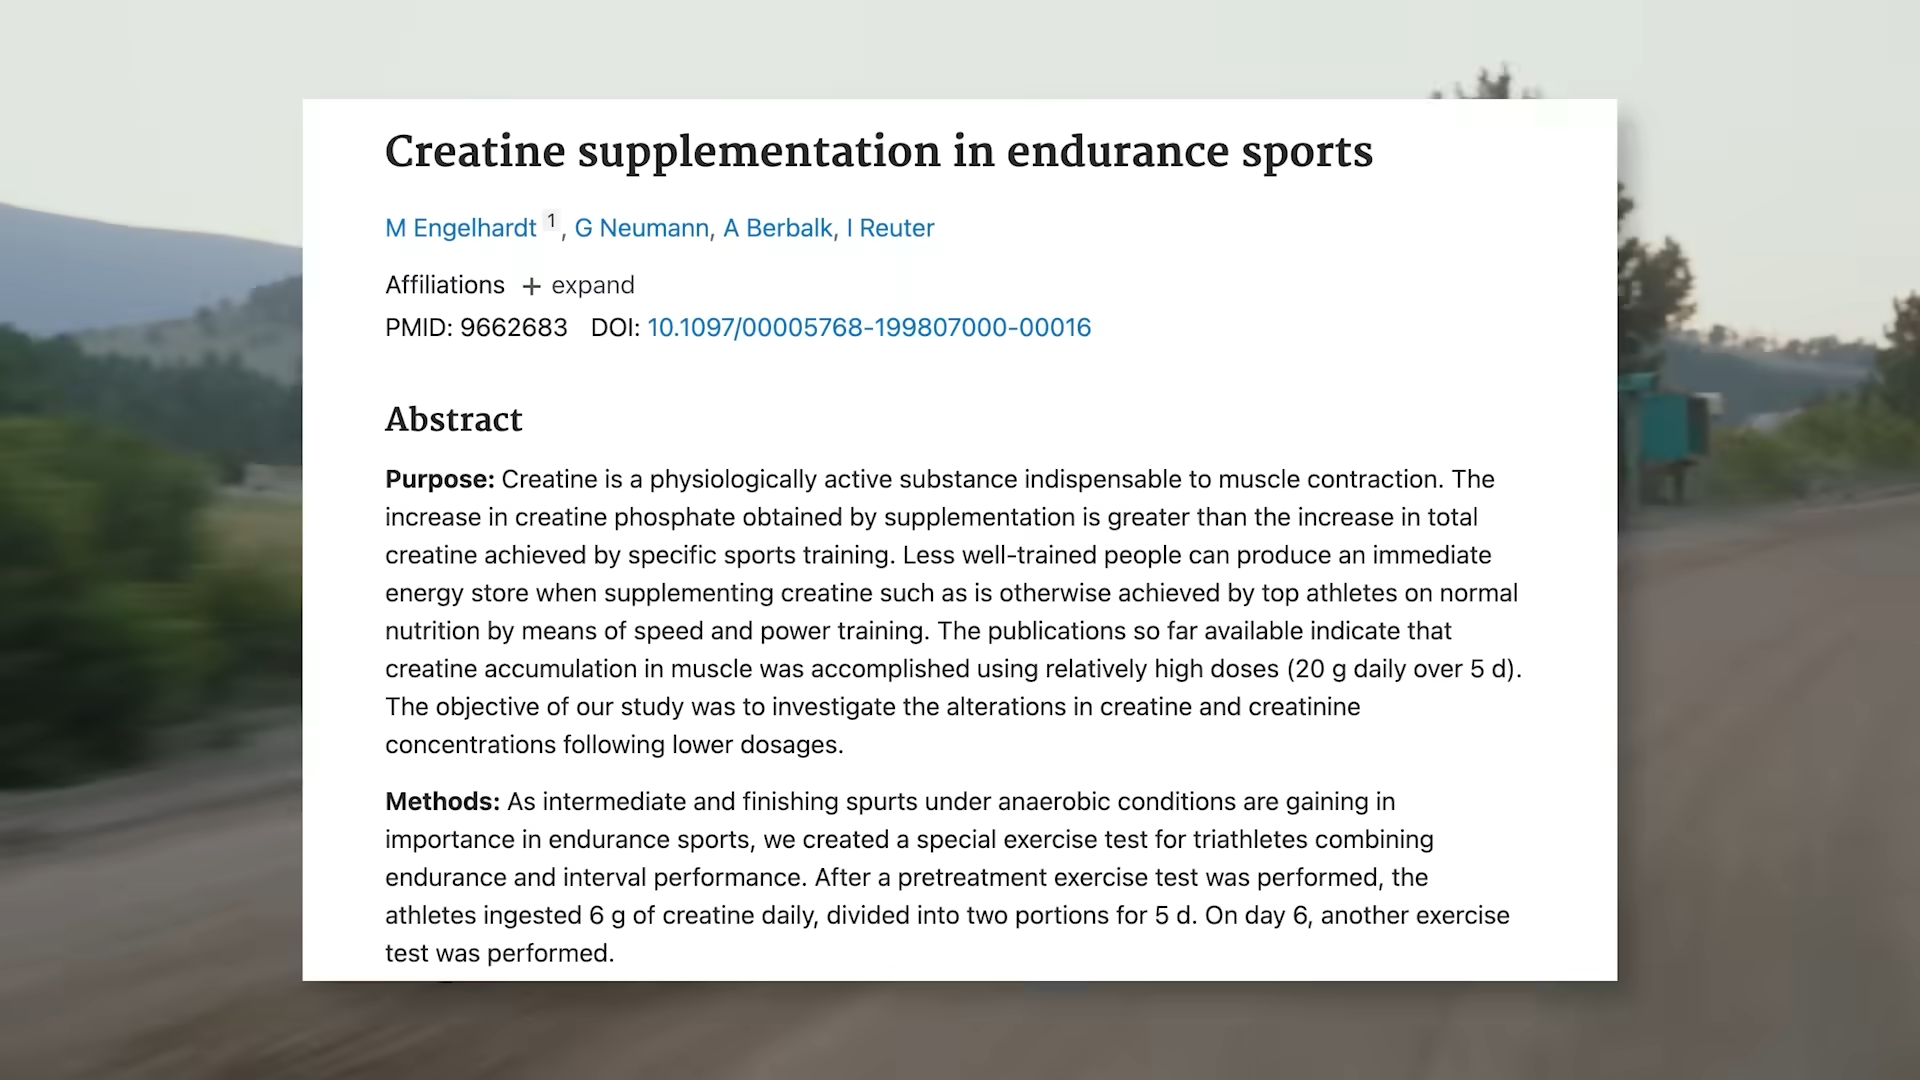 Creatine supplementation in endurance sports
M Engelhardt 1, G Neumann, A Berbalk, I Reuter
Affiliations + expand
PMID: 9662683 DOI: 10.1097/00005768-199807000-00016
Abstract
Purpose: Creatine is a physiologically active substance indispensable to muscle contraction. The
increase in creatine phosphate obtained by supplementation is greater than the increase in total
creatine achieved by specific sports training. Less well-trained people can produce an immediate
energy store when supplementing creatine such as is otherwise achieved by top athletes on normal
nutrition by means of speed and power training. The publications so far available indicate that
creatine accumulation in muscle was accomplished using relatively high doses (20 g daily over 5 d).
The objective of our study was to investigate the alterations in creatine and creatinine
concentrations following lower dosages.
Methods: As intermediate and finishing spurts under anaerobic conditions are gaining in
importance in endurance sports, we created a special exercise test for triathletes combining
endurance and interval performance. After a pretreatment exercise test was performed, the
athletes ingested 6 g of creatine daily, divided into two portions for 5 d. On day 6, another exercise
test was performed.